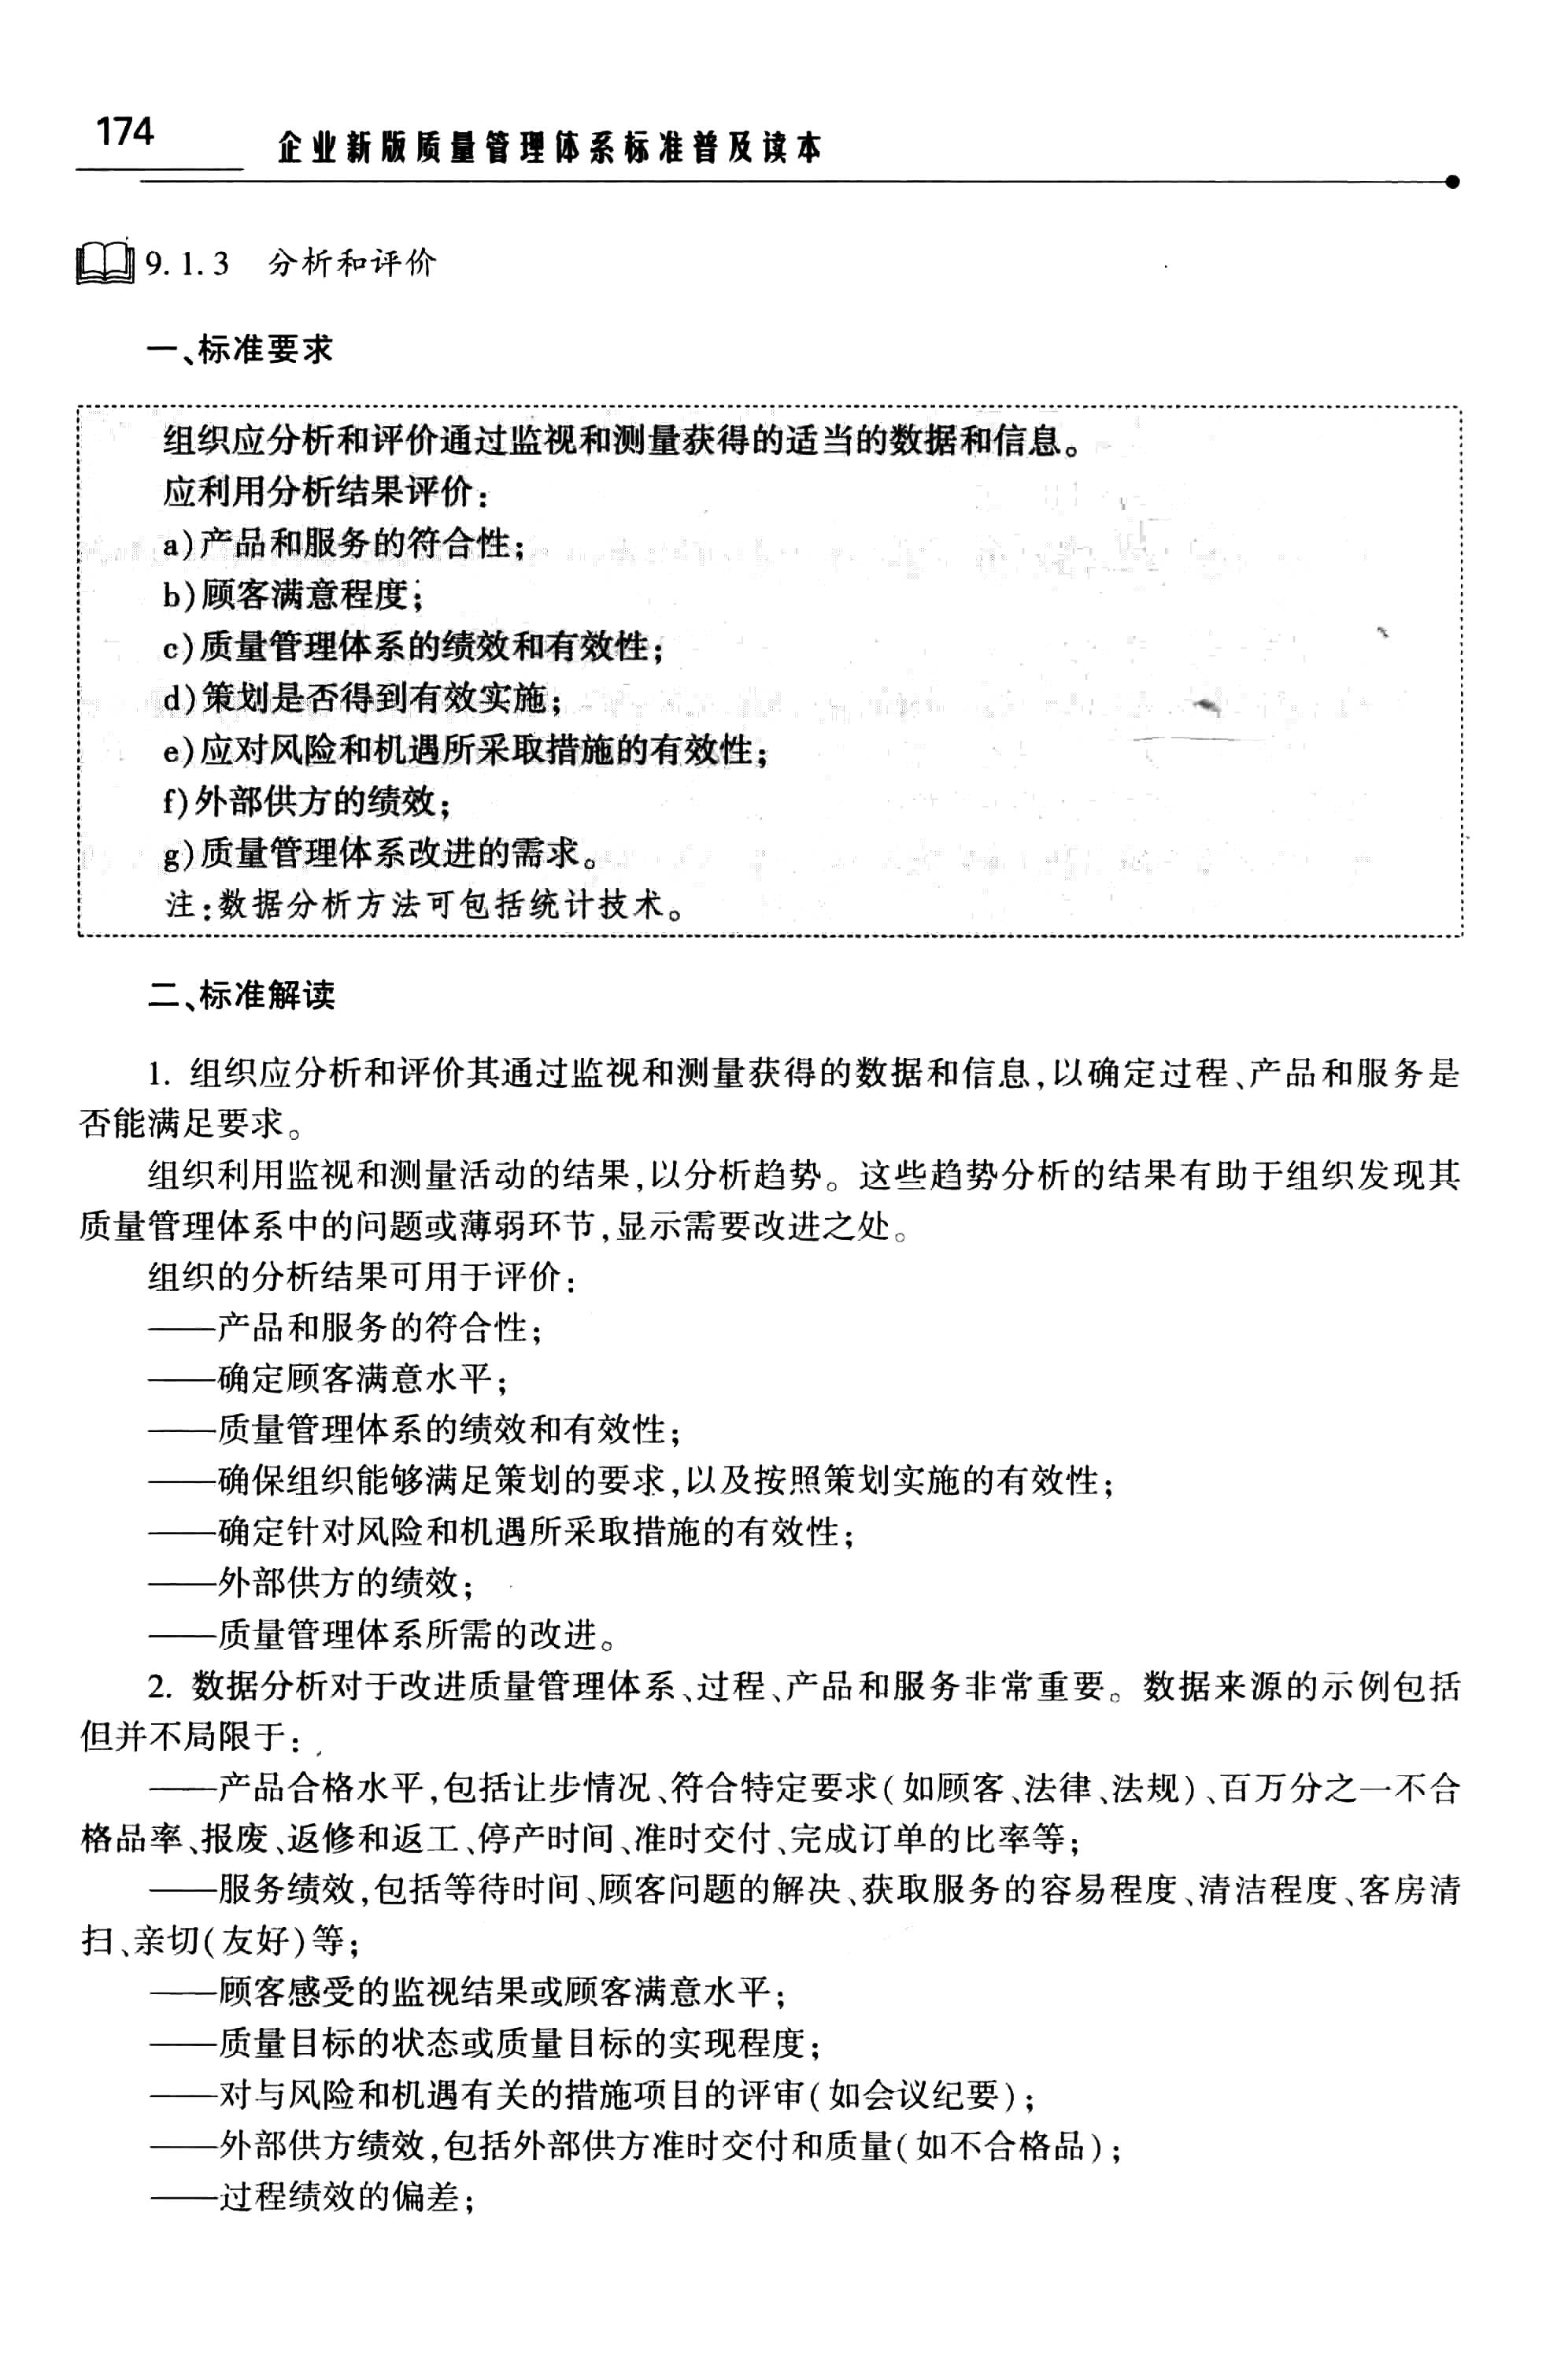 174
企业新版质量管理体系标准普及读本
9.1.3 分析和评价
一、标准要求
组织应分析和评价通过监视和测量获得的适当的数据和信息。
应利用分析结果评价：
a)产品和服务的符合性；
b)顾客满意程度；
c)质量管理体系的绩效和有效性；
d)策划是否得到有效实施；
e)应对风险和机遇所采取措施的有效性；
f)外部供方的绩效；
g)质量管理体系改进的需求。
注：数据分析方法可包括统计技术。
二、标准解读
1. 组织应分析和评价其通过监视和测量获得的数据和信息，以确定过程、产品和服务是
否能满足要求。
组织利用监视和测量活动的结果，以分析趋势。这些趋势分析的结果有助于组织发现其
质量管理体系中的问题或薄弱环节，显示需要改进之处。
组织的分析结果可用于评价：
——产品和服务的符合性；
——确定顾客满意水平；
——质量管理体系的绩效和有效性；
——确保组织能够满足策划的要求，以及按照策划实施的有效性；
——确定针对风险和机遇所采取措施的有效性；
——外部供方的绩效；
——质量管理体系所需的改进。
2. 数据分析对于改进质量管理体系、过程、产品和服务非常重要。数据来源的示例包括
但并不局限于：
——产品合格水平，包括让步情况、符合特定要求(如顾客、法律、法规)、百万分之一不合
格品率、报废、返修和返工、停产时间、准时交付、完成订单的比率等；
——服务绩效，包括等待时间、顾客问题的解决、获取服务的容易程度、清洁程度、客房清
扫、亲切(友好)等；
——顾客感受的监视结果或顾客满意水平；
——质量目标的状态或质量目标的实现程度；
——对与风险和机遇有关的措施项目的评审(如会议纪要)；
——外部供方绩效，包括外部供方准时交付和质量(如不合格品)；
——过程绩效的偏差；